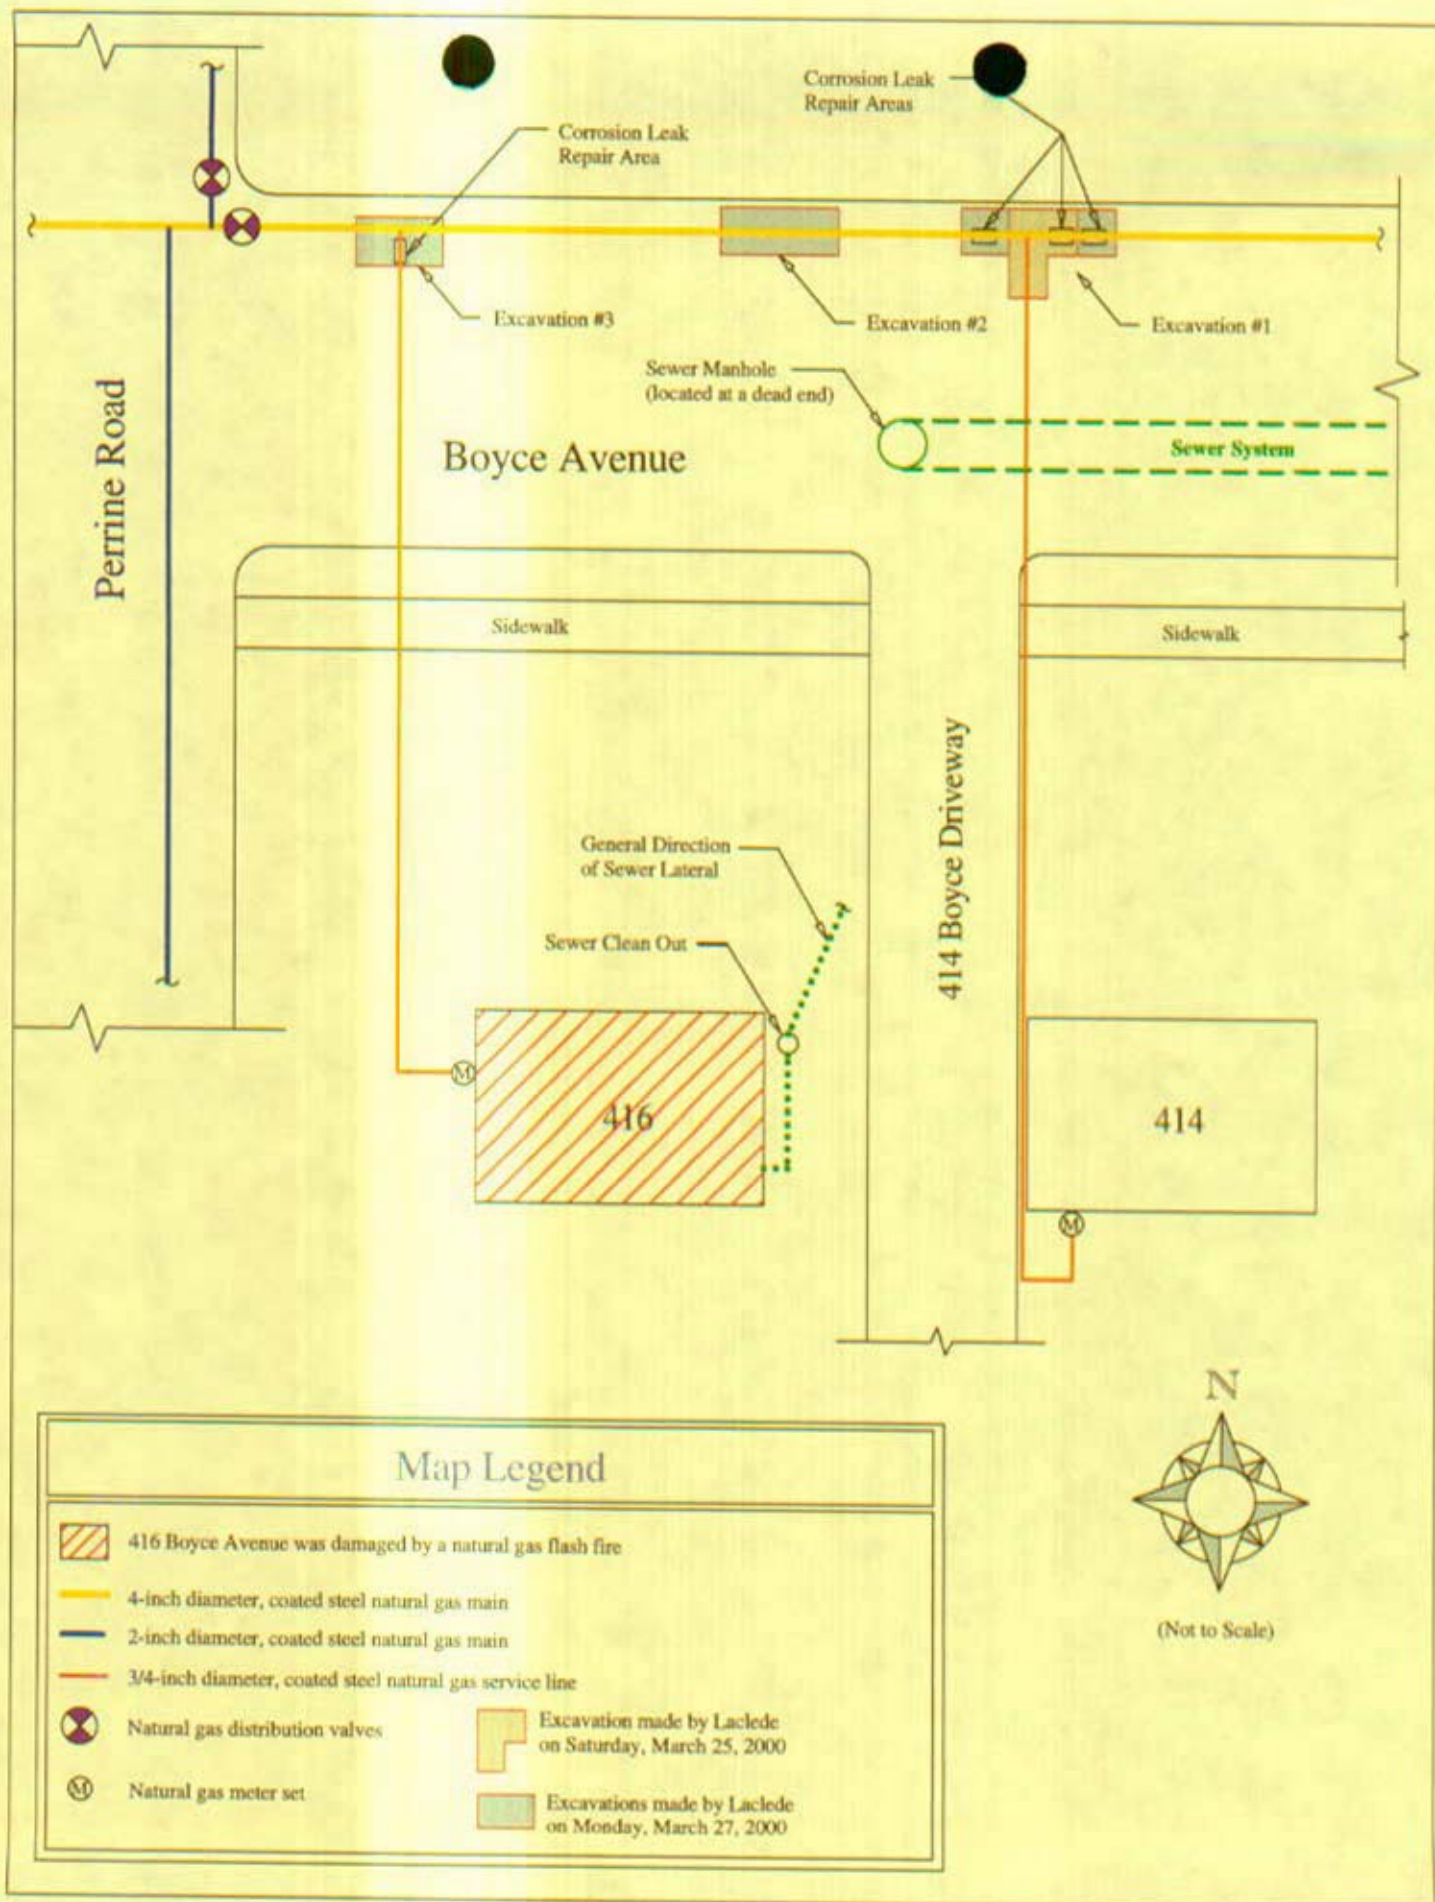 Corrosion Leak
Repair Areas
Corrosion Leak
Repair Area
Excavation #3
Excavation #2
Excavation #1
Sewer Manhole
(located at a dead end)
Sewer System
Boyce Avenue
Perrine Road
Sidewalk
Sidewalk
414 Boyce Driveway
General Direction
of Sewer Lateral
Sewer Clean Out
M
416
414
M
N
(Not to Scale)
Map Legend
416 Boyce Avenue was damaged by a natural gas flash fire
4-inch diameter, coated steel natural gas main
2-inch diameter, coated steel natural gas main
3/4-inch diameter, coated steel natural gas service line
Natural gas distribution valves
M Natural gas meter set
Excavation made by Laclede
on Saturday, March 25, 2000
Excavations made by Laclede
on Monday, March 27, 2000